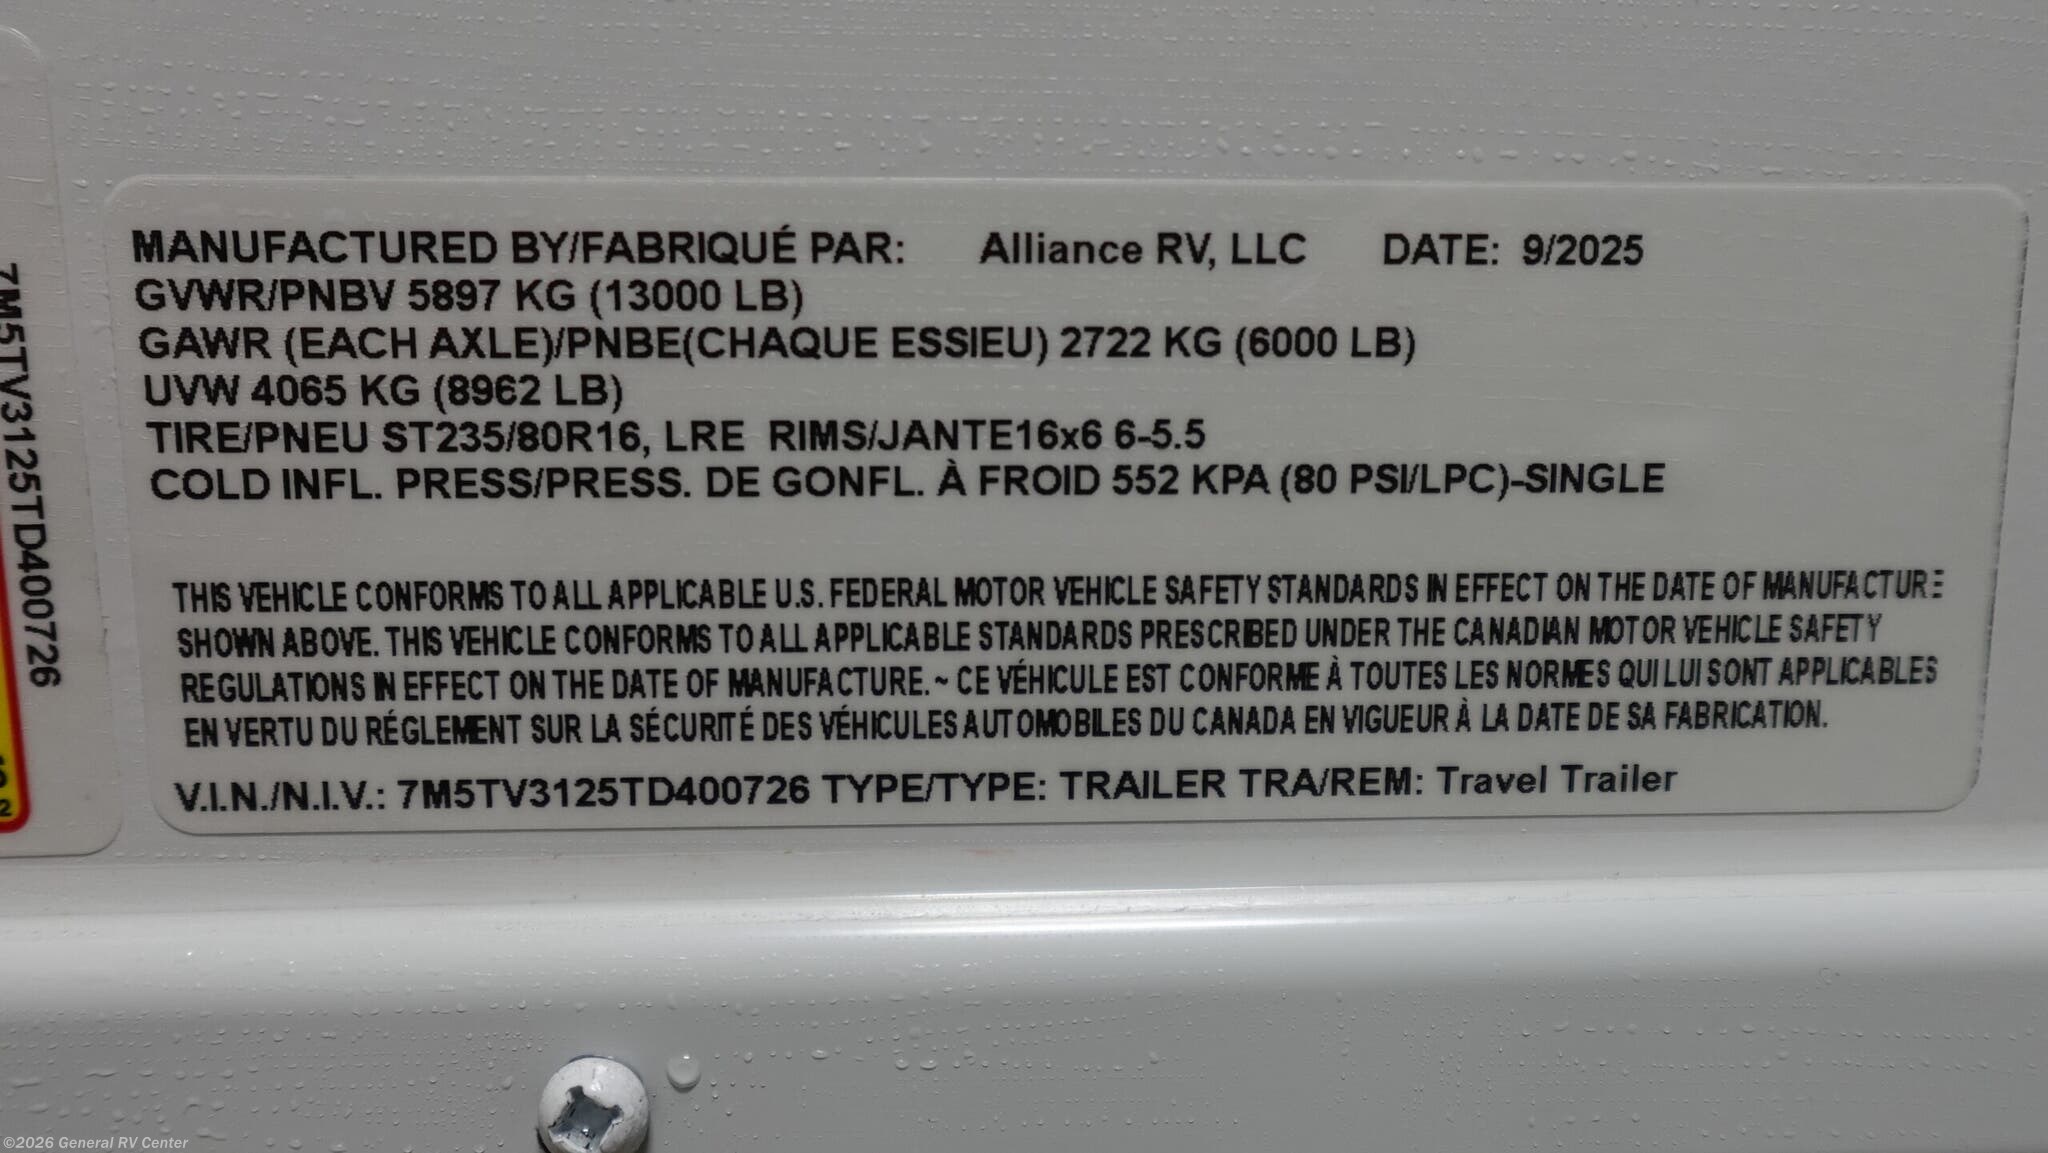 MANUFACTURED BY/FABRIQUÉ PAR: Alliance RV, LLC DATE: 9/2025
GVWR/PNBV 5897 KG (13000 LB)
GAWR (EACH AXLE)/PNBE(CHAQUE ESSIEU) 2722 KG (6000 LB)
UVW 4065 KG (8962 LB)
TIRE/PNEU ST235/80R16, LRE RIMS/JANTE16x6 6-5.5
COLD INFL. PRESS/PRESS. DE GONFL. À FROID 552 KPA (80 PSI/LPC)-SINGLE
THIS VEHICLE CONFORMS TO ALL APPLICABLE U.S. FEDERAL MOTOR VEHICLE SAFETY STANDARDS IN EFFECT ON THE DATE OF MANUFACTURE
SHOWN ABOVE. THIS VEHICLE CONFORMS TO ALL APPLICABLE STANDARDS PRESCRIBED UNDER THE CANADIAN MOTOR VEHICLE SAFETY
REGULATIONS IN EFFECT ON THE DATE OF MANUFACTURE. ~ CE VÉHICULE EST CONFORME À TOUTES LES NORMES QUI LUI SONT APPLICABLES
EN VERTU DU RÉGLEMENT SUR LA SÉCURITÉ DES VÉHICULES AUTOMOBILES DU CANADA EN VIGUEUR À LA DATE DE SA FABRICATION.
V.I.N./N.I.V.: 7M5TV3125TD400726 TYPE/TYPE: TRAILER TRA/REM: Travel Trailer
7M5TV3125TD400726
©2026 General RV Center